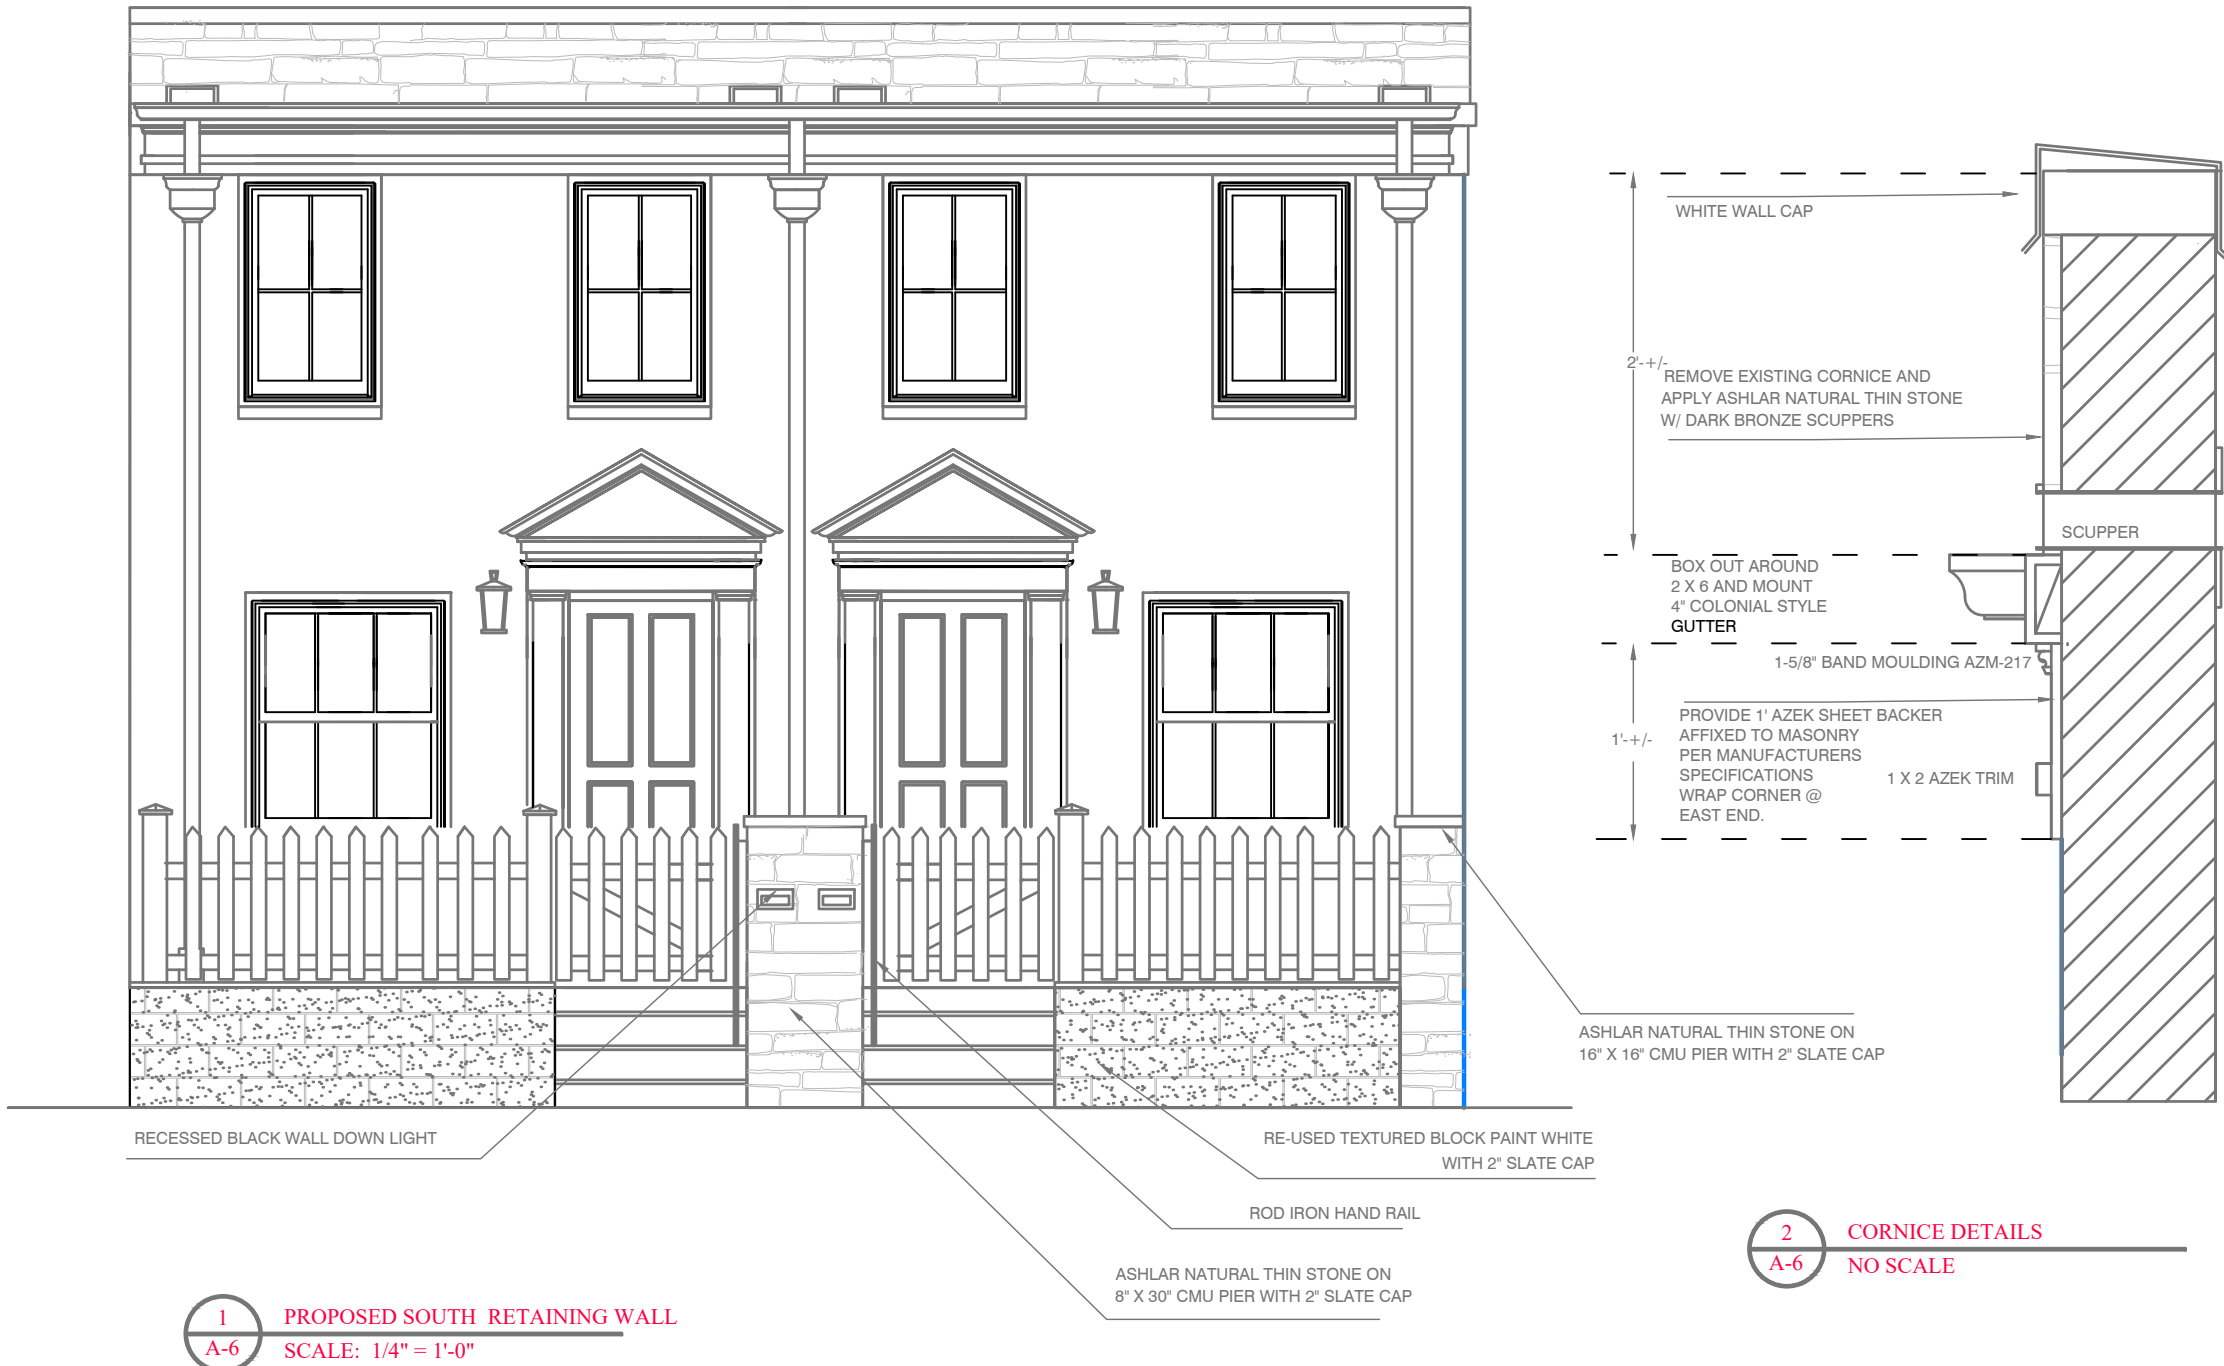 WHITE WALL CAP
2'-+/-
REMOVE EXISTING CORNICE AND
APPLY ASHLAR NATURAL THIN STONE
W/ DARK BRONZE SCUPPERS
SCUPPER
BOX OUT AROUND
2 X 6 AND MOUNT
4" COLONIAL STYLE
GUTTER
1-5/8" BAND MOULDING AZM-217
1'-+/-
PROVIDE 1' AZEK SHEET BACKER
AFFIXED TO MASONRY
PER MANUFACTURERS
SPECIFICATIONS
WRAP CORNER @
EAST END.
1 X 2 AZEK TRIM
ASHLAR NATURAL THIN STONE ON
16" X 16" CMU PIER WITH 2" SLATE CAP
RECESSED BLACK WALL DOWN LIGHT
RE-USED TEXTURED BLOCK PAINT WHITE
WITH 2" SLATE CAP
ROD IRON HAND RAIL
ASHLAR NATURAL THIN STONE ON
8" X 30" CMU PIER WITH 2" SLATE CAP
2
A-6
CORNICE DETAILS
NO SCALE
1
A-6
PROPOSED SOUTH  RETAINING WALL
SCALE:  1/4" = 1'-0"